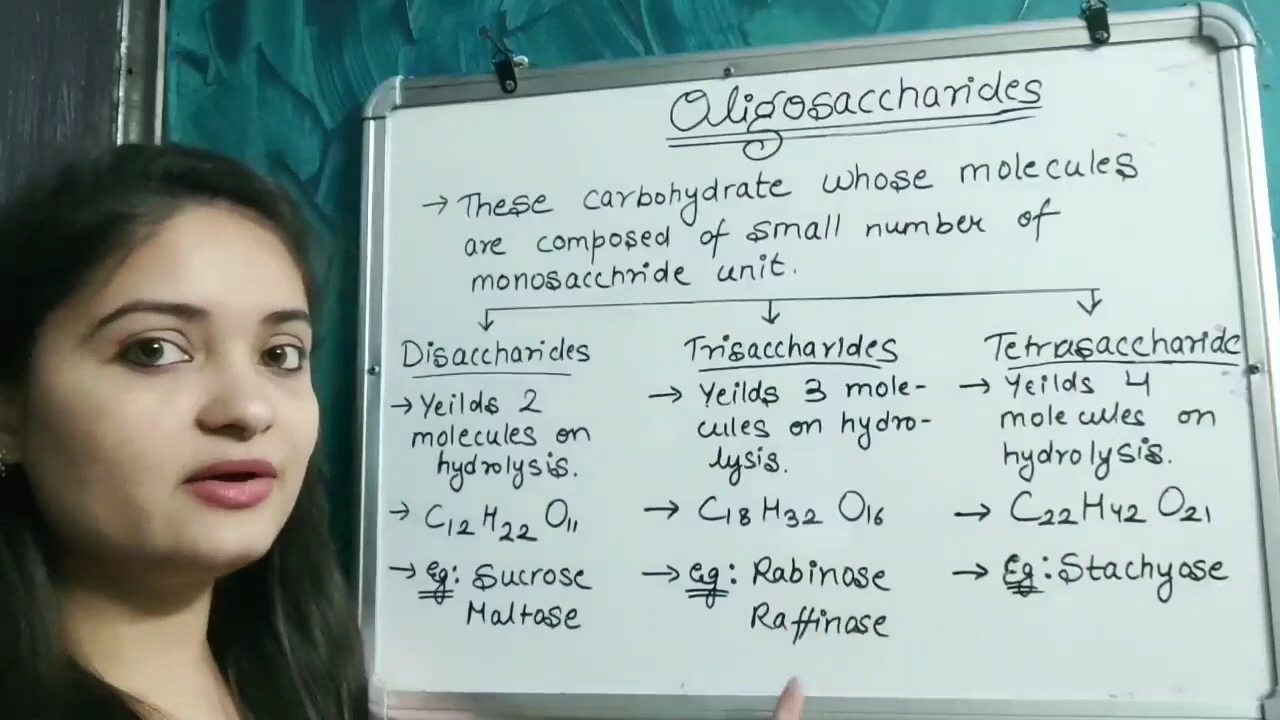 Oligosaccharides
→ These carbohydrate whose molecules
are composed of small number of
monosacchride unit.
Disaccharides
→ Yeilds 2
molecules on
hydrolysis.
→ C12 H22 O11
→ eg: Sucrose
Maltose
Trisaccharides
→ Yeilds 3 mole-
cules on hydro-
lysis.
→ C18 H32 O16
→ eg: Rabinose
Raffinose
Tetrasaccharide
→ Yeilds 4
molecules on
hydrolysis.
→ C22 H42 O21
→ Eg: Stachyose